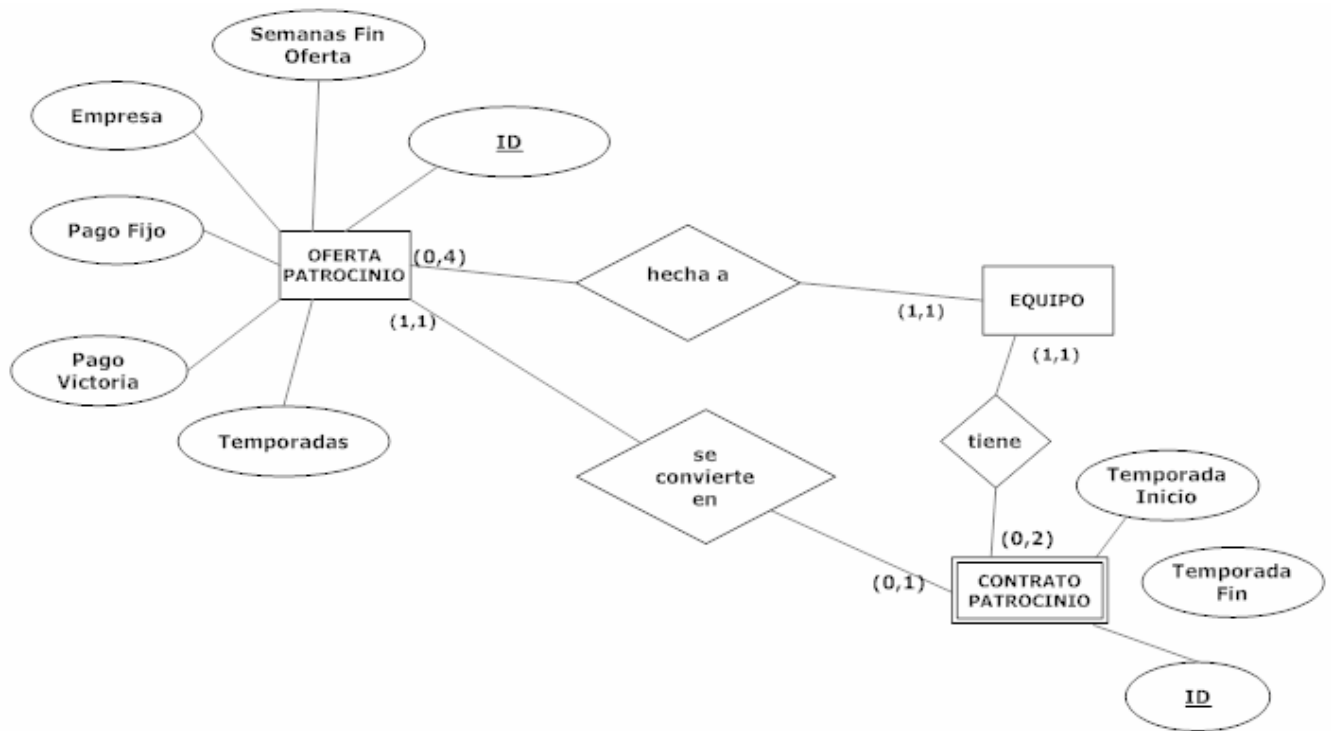 Semanas Fin
Oferta
Empresa
ID
Pago Fijo
OFERTA
PATROCINIO
(0,4)
hecha a
EQUIPO
(1,1)
(1,1)
(1,1)
Pago
Victoria
Temporadas
se
convierte
en
tiene
Temporada
Inicio
(0,2)
(0,1)
CONTRATO
PATROCINIO
Temporada
Fin
ID